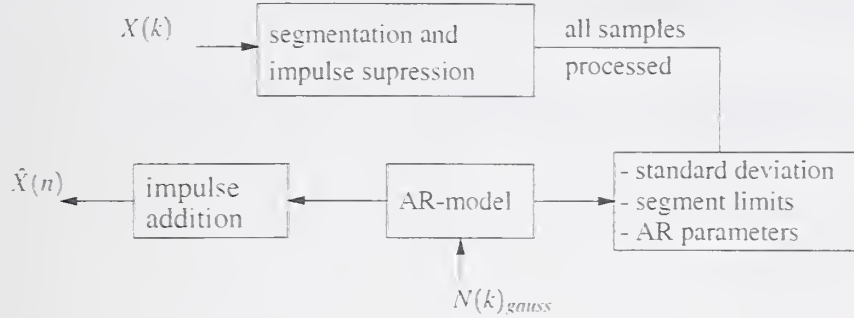 X(k)
segmentation and
impulse supression
all samples
processed
X̂(n)
impulse
addition
AR-model
- standard deviation
- segment limits
- AR parameters
N(k)gauss